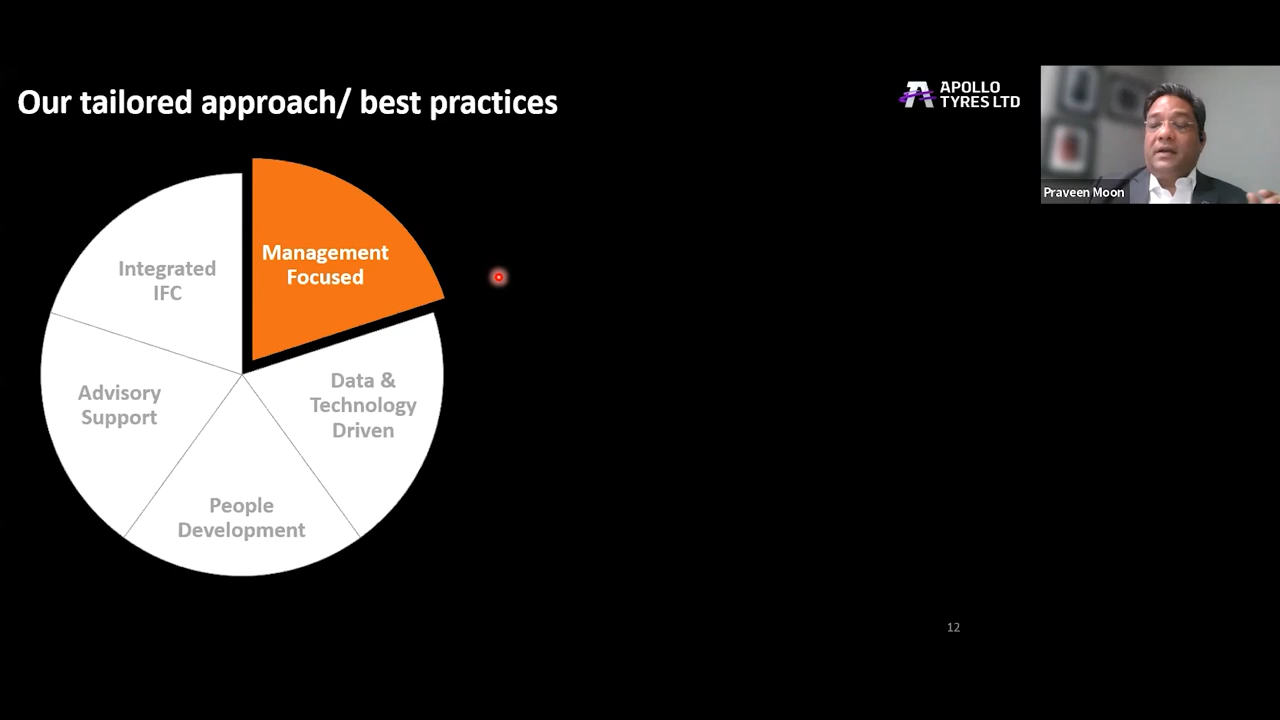 Our tailored approach/ best practices
APOLLO
TYRES LTD
Praveen Moon
Management
Focused
Integrated
IFC
Data &
Technology
Driven
Advisory
Support
People
Development
12